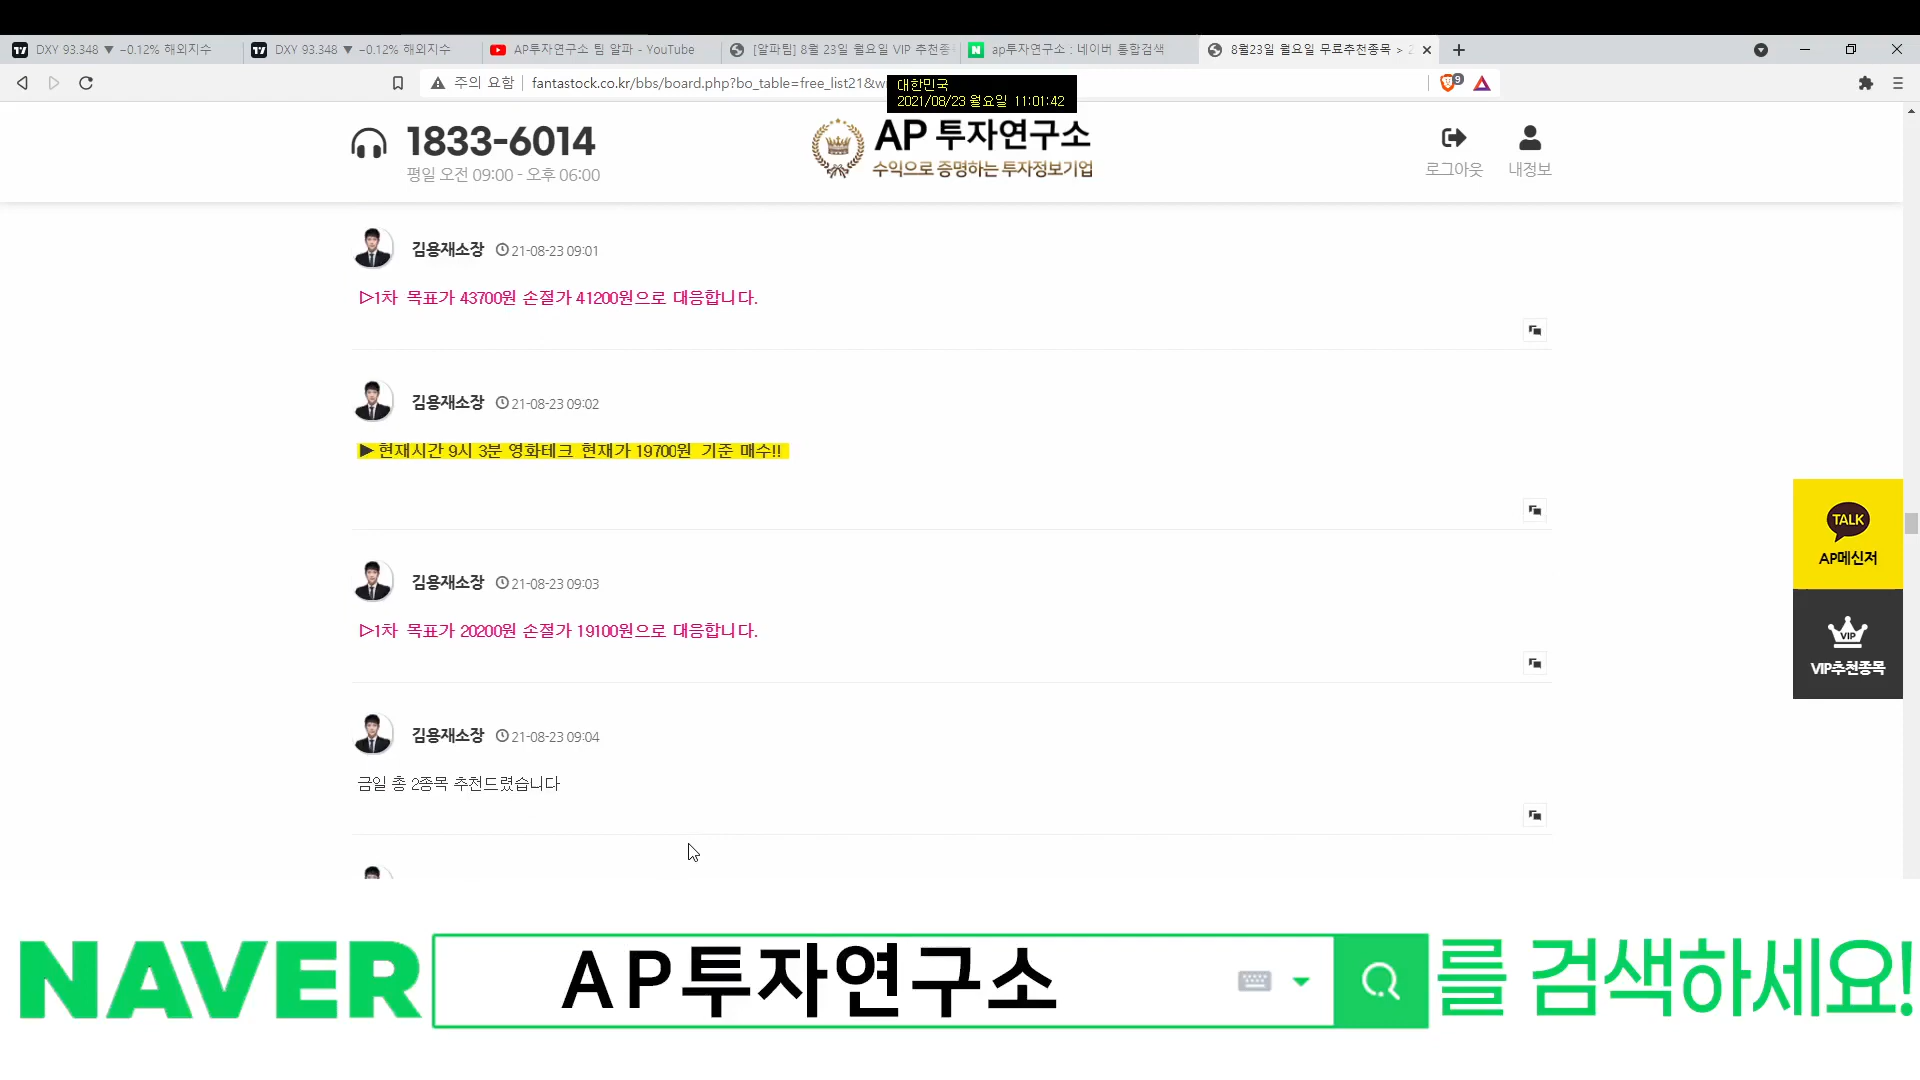 DXY 93.348 ▼ −0.12% 해외지수
DXY 93.348 ▼ −0.12% 해외지수
AP투자연구소 팀 알파 - YouTube
[알파팀] 8월 23일 월요일 VIP 추천종
ap투자연구소 : 네이버 통합검색
8월23일 월요일 무료추천종목 > 2
주의 요함
fantastock.co.kr/bbs/board.php?bo_table=free_list21&w
9
대한민국
2021/08/23 월요일 11:01:42
1833-6014
평일 오전 09:00 - 오후 06:00
AP 투자연구소
수익으로 증명하는 투자정보기업
로그아웃
내정보
김용재소장 21-08-23 09:01
▷1차 목표가 43700원 손절가 41200원으로 대응합니다.
김용재소장 21-08-23 09:02
▶현재시간 9시 3분 영화테크 현재가 19700원 기준 매수!!
김용재소장 21-08-23 09:03
▷1차 목표가 20200원 손절가 19100원으로 대응합니다.
김용재소장 21-08-23 09:04
금일 총 2종목 추천드렸습니다
TALK
AP메신저
VIP
VIP추천종목
NAVER AP투자연구소 를 검색하세요!